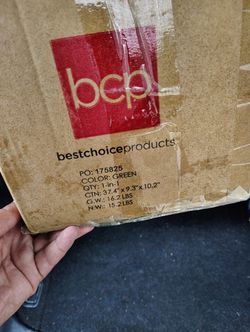 bcp
bestchoiceproducts
PO: 175825
COLOR: GREEN
QTY: 1-in-1
CTN: 37.4"x9.3"x10.2"
G.W.: 16.2 LBS
N.W.: 15.2 LBS